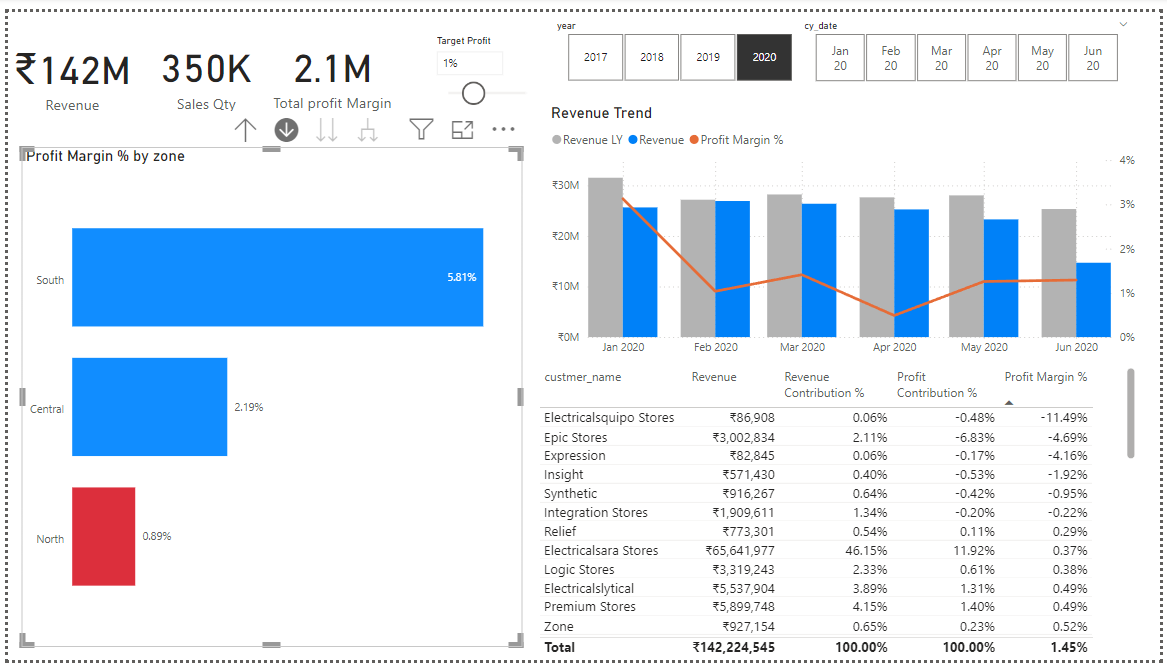 ₹142M
Revenue
350K
Sales Qty
2.1M
Total profit Margin
Target Profit
1%
year
2017 2018 2019 2020
cy_date
Jan 20 Feb 20 Mar 20 Apr 20 May 20 Jun 20
Profit Margin % by zone
South 5.81%
Central 2.19%
North 0.89%
Revenue Trend
Revenue LY Revenue Profit Margin %
4%
₹30M
3%
₹20M
2%
₹10M
1%
₹0M 0%
Jan 2020 Feb 2020 Mar 2020 Apr 2020 May 2020 Jun 2020
custmer_name Revenue Revenue Contribution % Profit Contribution % Profit Margin %
Electricalsquipo Stores ₹86,908 0.06% -0.48% -11.49%
Epic Stores ₹3,002,834 2.11% -6.83% -4.69%
Expression ₹82,845 0.06% -0.17% -4.16%
Insight ₹571,430 0.40% -0.53% -1.92%
Synthetic ₹916,267 0.64% -0.42% -0.95%
Integration Stores ₹1,909,611 1.34% -0.20% -0.22%
Relief ₹773,301 0.54% 0.11% 0.29%
Electricalsara Stores ₹65,641,977 46.15% 11.92% 0.37%
Logic Stores ₹3,319,243 2.33% 0.61% 0.38%
Electricalslytical ₹5,537,904 3.89% 1.31% 0.49%
Premium Stores ₹5,899,748 4.15% 1.40% 0.49%
Zone ₹927,154 0.65% 0.23% 0.52%
Total ₹142,224,545 100.00% 100.00% 1.45%